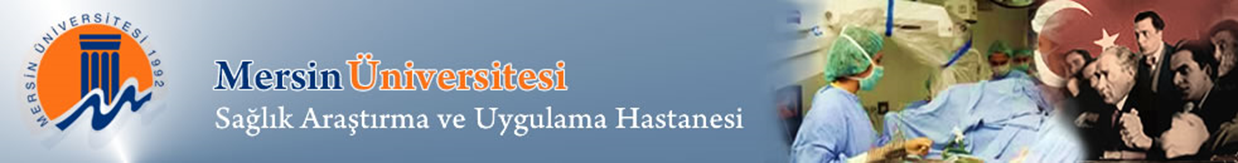 MERSİN ÜNİVERSİTESİ 1992
Mersin Üniversitesi
Sağlık Araştırma ve Uygulama Hastanesi